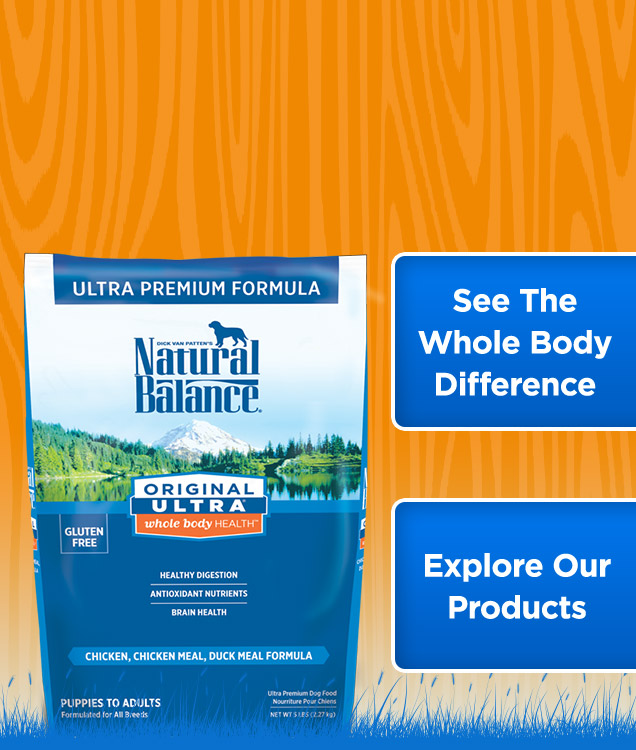 ULTRA PREMIUM FORMULA
DICK VAN PATTEN'S
Natural
Balance®
ORIGINAL
ULTRA
whole body HEALTH™
GLUTEN
FREE
HEALTHY DIGESTION
ANTIOXIDANT NUTRIENTS
BRAIN HEALTH
CHICKEN, CHICKEN MEAL, DUCK MEAL FORMULA
PUPPIES TO ADULTS
Formulated for All Breeds
Ultra Premium Dog Food
Nourriture Pour Chiens
NET WT 5 LBS (2.27kg)
See The
Whole Body
Difference
Explore Our
Products